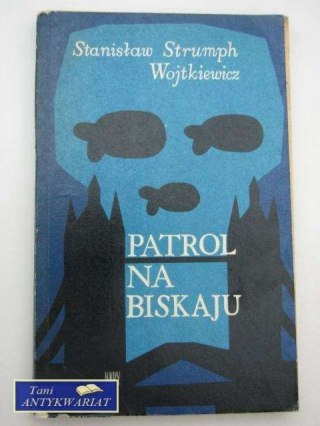 Stanisław Strumph
Wojtkiewicz
PATROL
NA
BISKAJU
Tani
ANTYKWARIAT